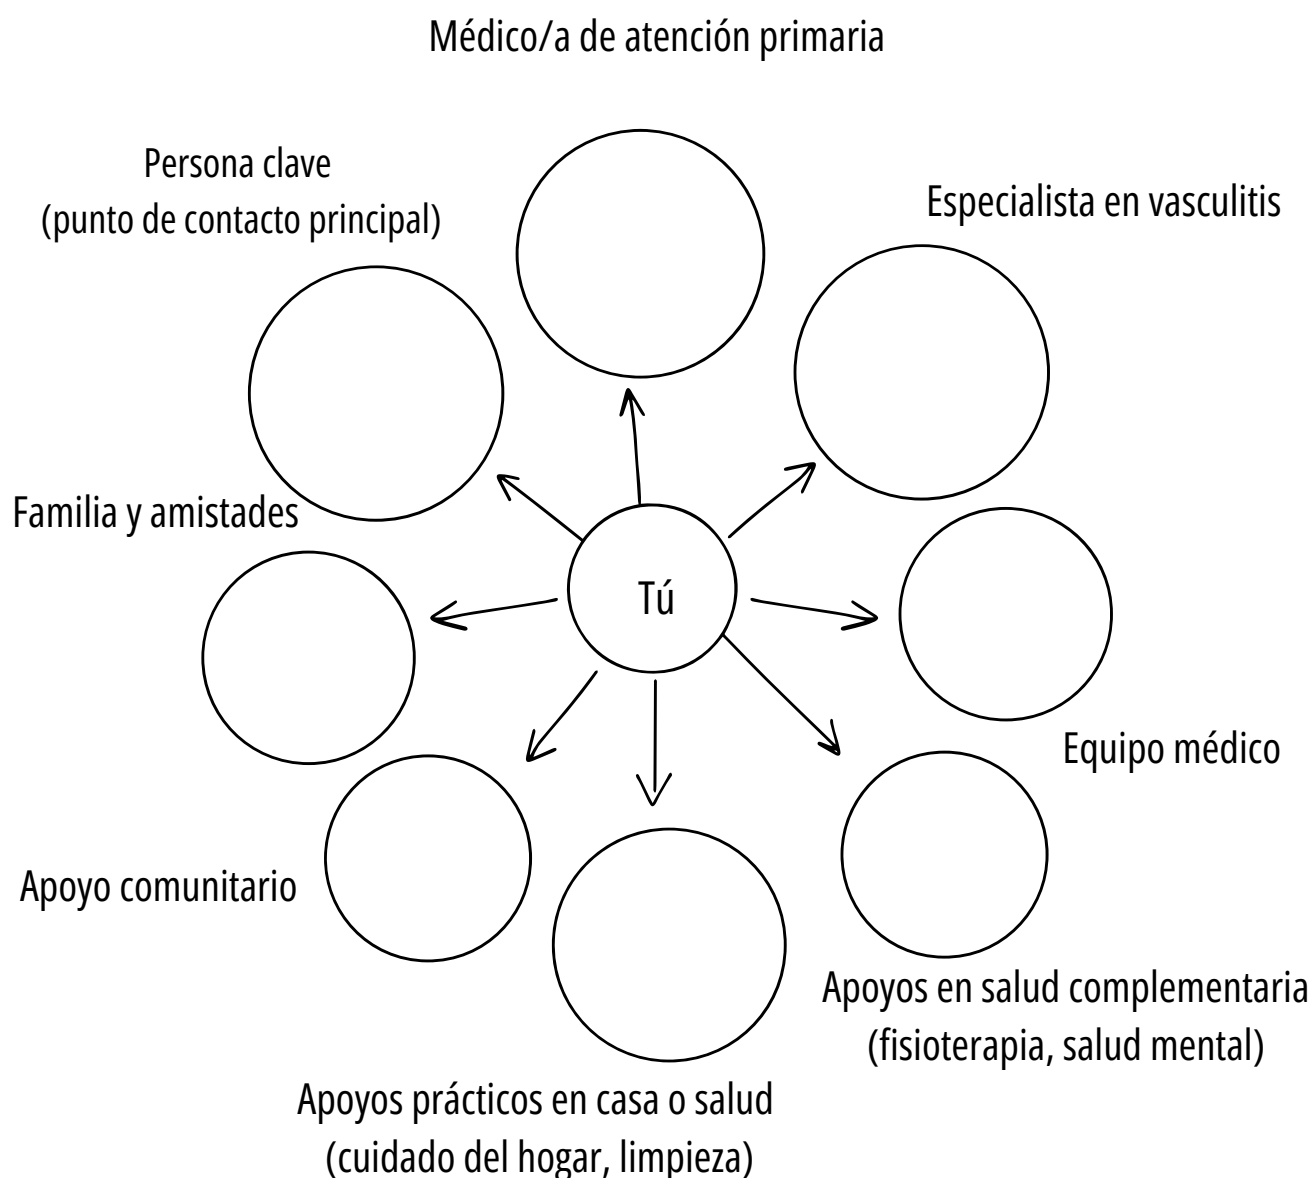 Médico/a de atención primaria
Persona clave
(punto de contacto principal)
Especialista en vasculitis
Familia y amistades
Tú
Equipo médico
Apoyo comunitario
Apoyos en salud complementaria
(fisioterapia, salud mental)
Apoyos prácticos en casa o salud
(cuidado del hogar, limpieza)